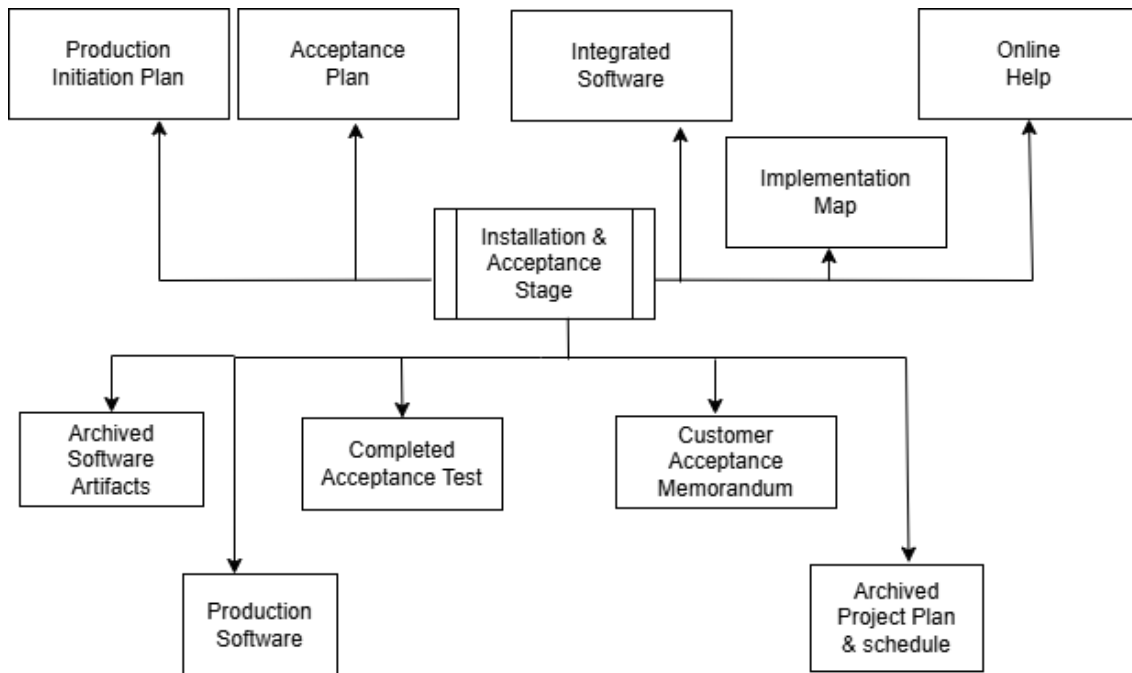 Production
Initiation Plan
Acceptance
Plan
Integrated
Software
Online
Help
Implementation
Map
Installation &
Acceptance
Stage
Archived
Software
Artifacts
Completed
Acceptance Test
Customer
Acceptance
Memorandum
Production
Software
Archived
Project Plan
& schedule